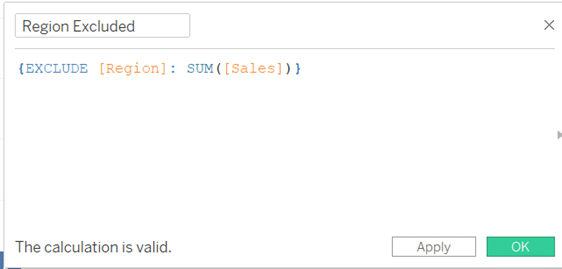 Region Excluded
{EXCLUDE [Region]: SUM([Sales])}
The calculation is valid.
Apply
OK